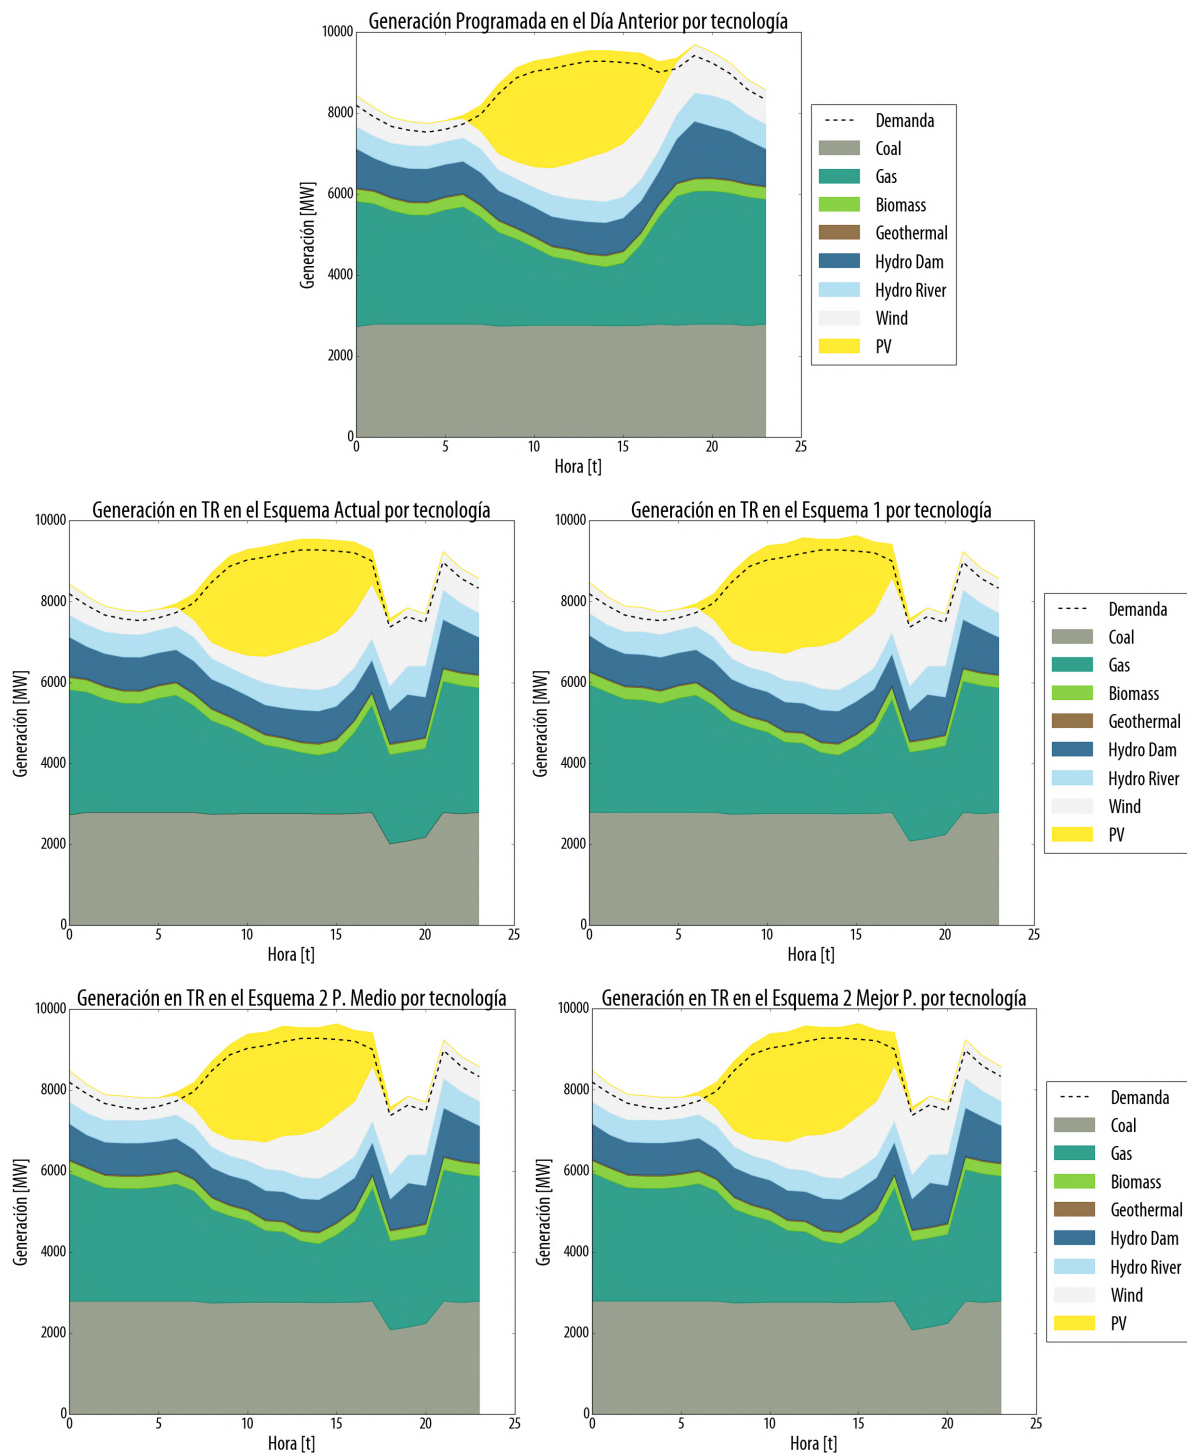 Generación Programada en el Día Anterior por tecnología
10000
8000
6000
4000
2000
0
Generación [MW]
0 5 10 15 20 25
Hora [t]
Demanda
Coal
Gas
Biomass
Geothermal
Hydro Dam
Hydro River
Wind
PV
Generación en TR en el Esquema Actual por tecnología
10000
8000
6000
4000
2000
0
Generación [MW]
0 5 10 15 20 25
Hora [t]
Generación en TR en el Esquema 1 por tecnología
10000
8000
6000
4000
2000
0
Generación [MW]
0 5 10 15 20 25
Hora [t]
Demanda
Coal
Gas
Biomass
Geothermal
Hydro Dam
Hydro River
Wind
PV
Generación en TR en el Esquema 2 P. Medio por tecnología
10000
8000
6000
4000
2000
0
Generación [MW]
0 5 10 15 20 25
Hora [t]
Generación en TR en el Esquema 2 Mejor P. por tecnología
10000
8000
6000
4000
2000
0
Generación [MW]
0 5 10 15 20 25
Hora [t]
Demanda
Coal
Gas
Biomass
Geothermal
Hydro Dam
Hydro River
Wind
PV